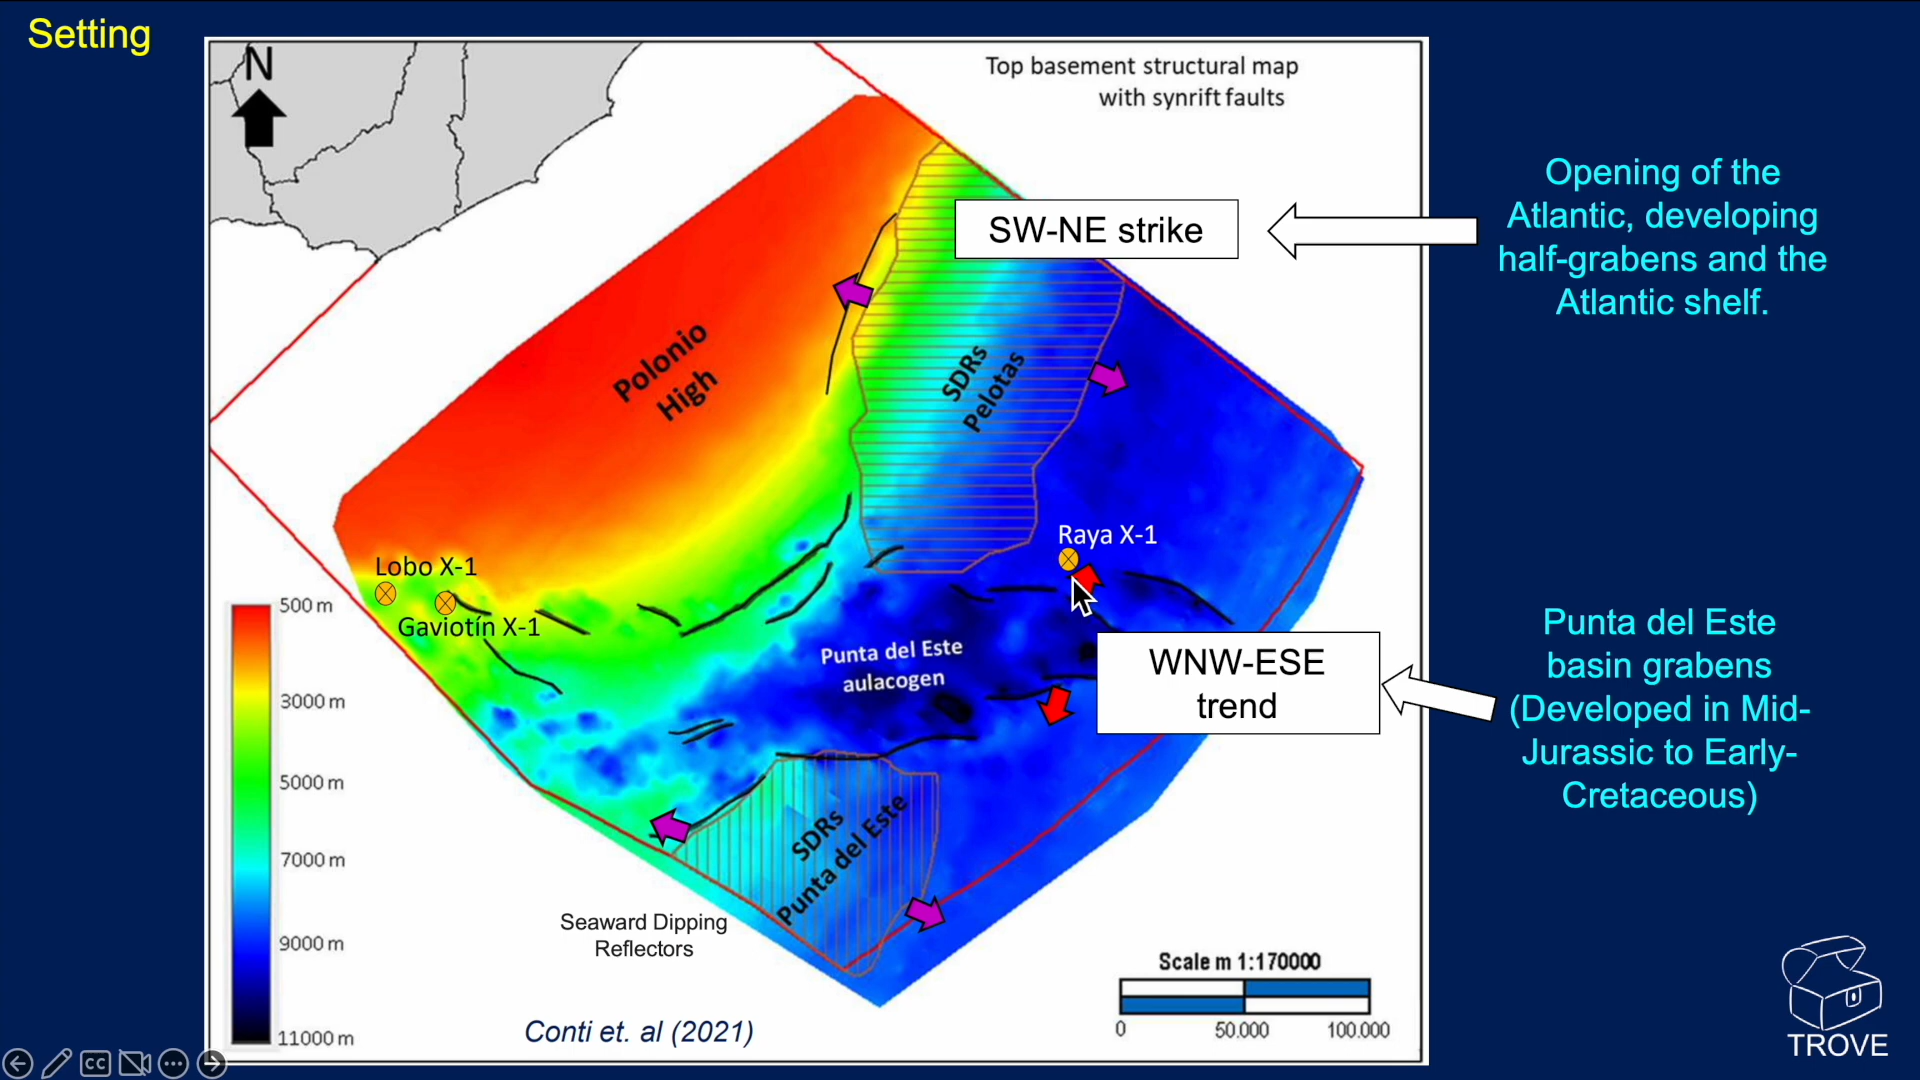 Setting
N
Top basement structural map
with synrift faults
SW-NE strike
Opening of the
Atlantic, developing
half-grabens and the
Atlantic shelf.
Polonio
High
SDRs
Pelotas
Raya X-1
Lobo X-1
Gaviotín X-1
500 m
3000 m
5000 m
7000 m
9000 m
11000 m
Punta del Este
aulacogen
WNW-ESE
trend
Punta del Este
basin grabens
(Developed in Mid-
Jurassic to Early-
Cretaceous)
SDRs
Punta del Este
Seaward Dipping
Reflectors
Scale m 1:170000
0 50.000 100.000
Conti et. al (2021)
TROVE
CC